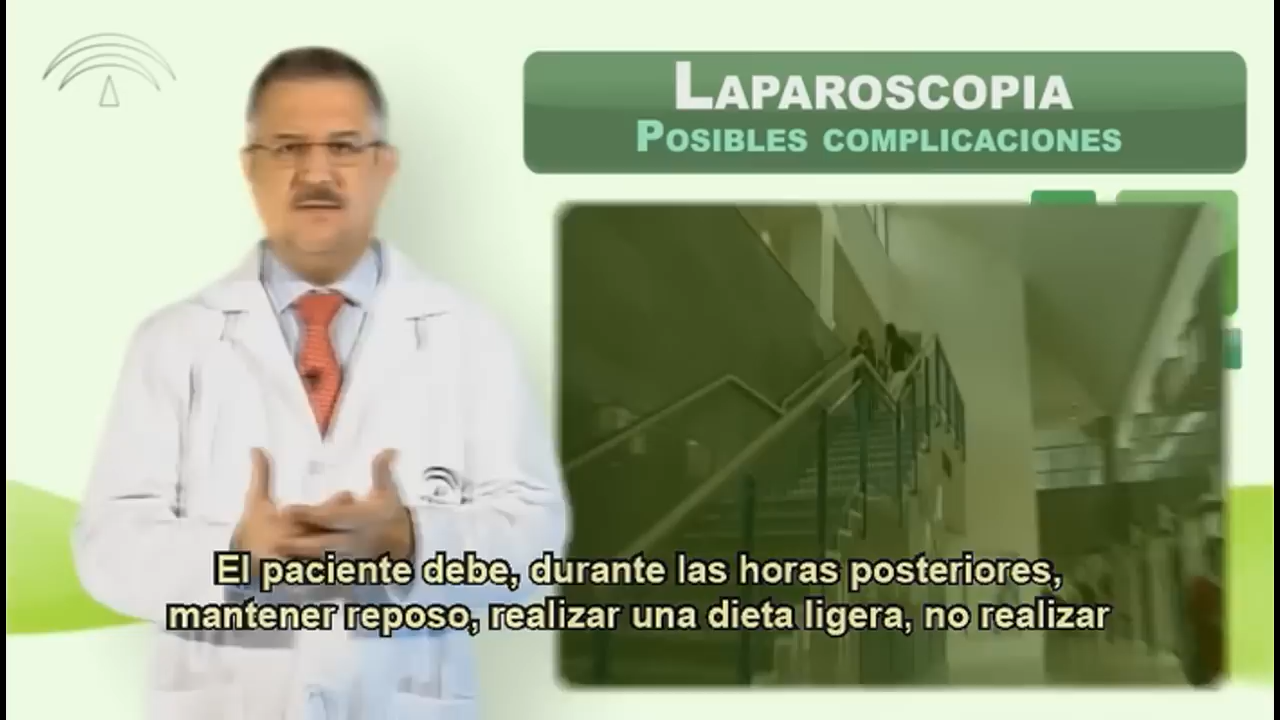 LAPAROSCOPIA
POSIBLES COMPLICACIONES
El paciente debe, durante las horas posteriores,
mantener reposo, realizar una dieta ligera, no realizar